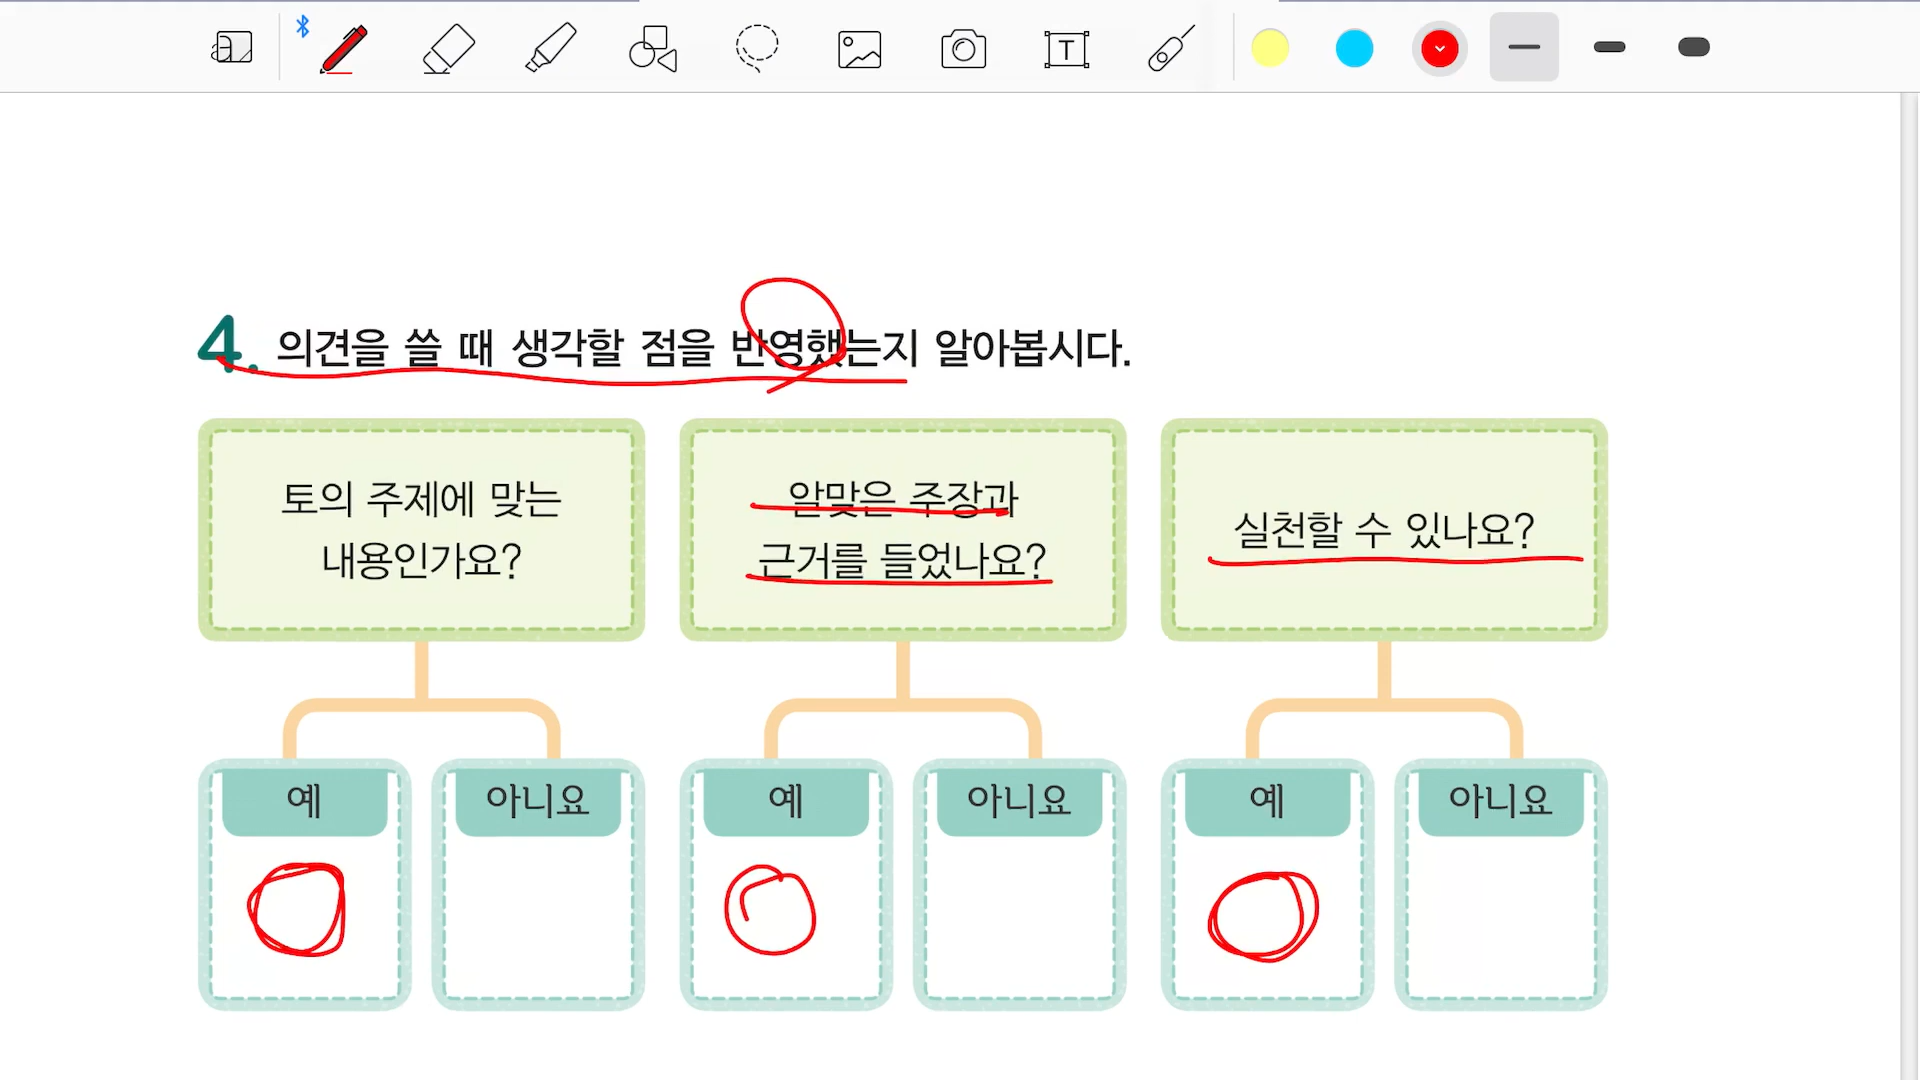 4. 의견을 쓸 때 생각할 점을 반영했는지 알아봅시다.
토의 주제에 맞는
내용인가요?
알맞은 주장과
근거를 들었나요?
실천할 수 있나요?
예
아니요
예
아니요
예
아니요